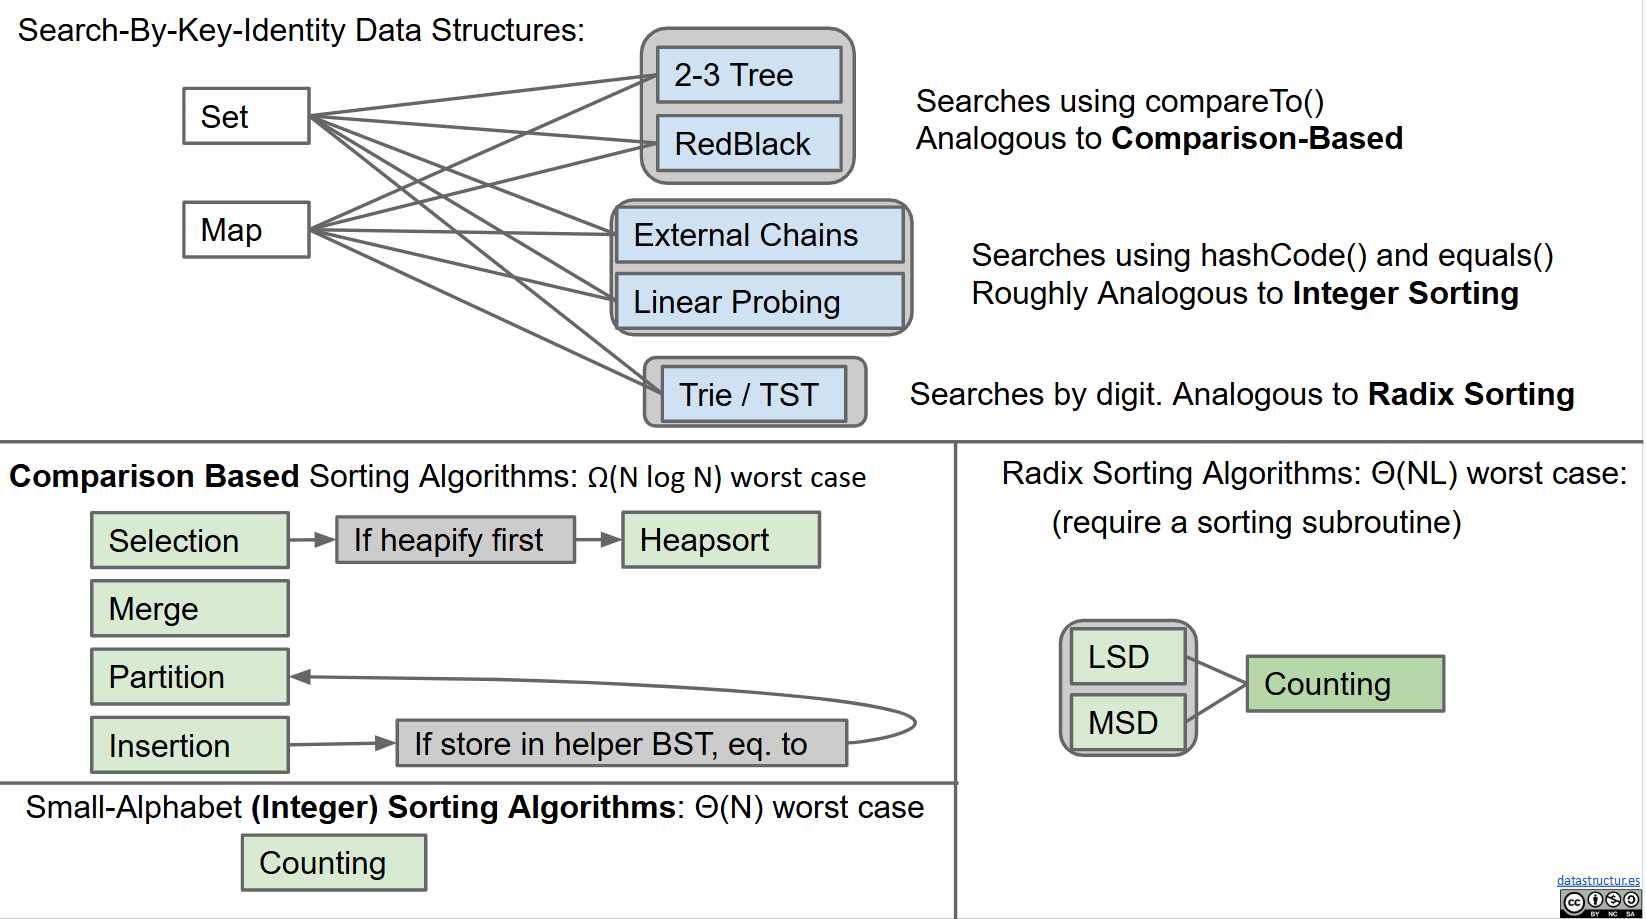 Search-By-Key-Identity Data Structures:
Set
Map
2-3 Tree
RedBlack
Searches using compareTo()
Analogous to Comparison-Based
External Chains
Linear Probing
Searches using hashCode() and equals()
Roughly Analogous to Integer Sorting
Trie / TST
Searches by digit. Analogous to Radix Sorting
Comparison Based Sorting Algorithms: Ω(N log N) worst case
Selection
If heapify first
Heapsort
Merge
Partition
Insertion
If store in helper BST, eq. to
Small-Alphabet (Integer) Sorting Algorithms: Θ(N) worst case
Counting
Radix Sorting Algorithms: Θ(NL) worst case:
(require a sorting subroutine)
LSD
MSD
Counting
datastructur.es
cc
BY NC SA